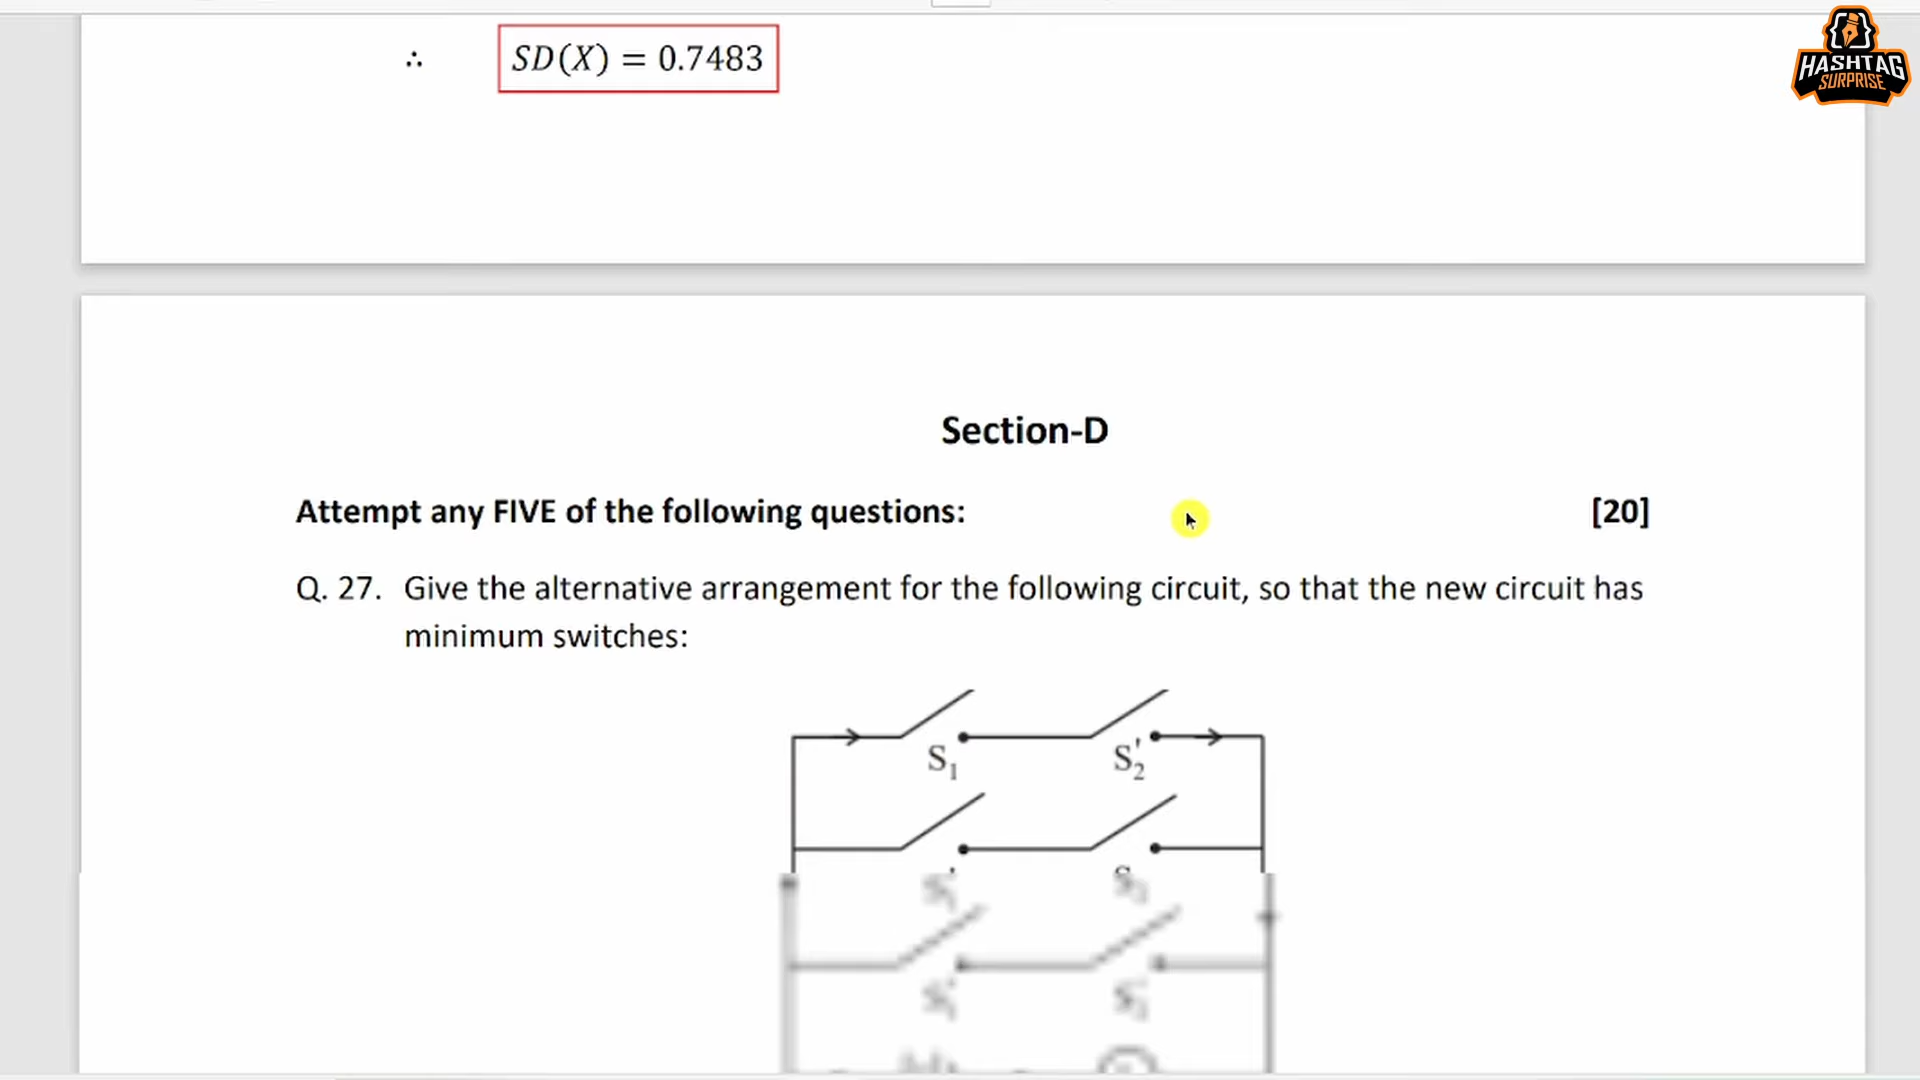 ∴ SD(X) = 0.7483
HASHTAG
SURPRISE
Section-D
Attempt any FIVE of the following questions: [20]
Q. 27. Give the alternative arrangement for the following circuit, so that the new circuit has
minimum switches:
S₁ S₂'